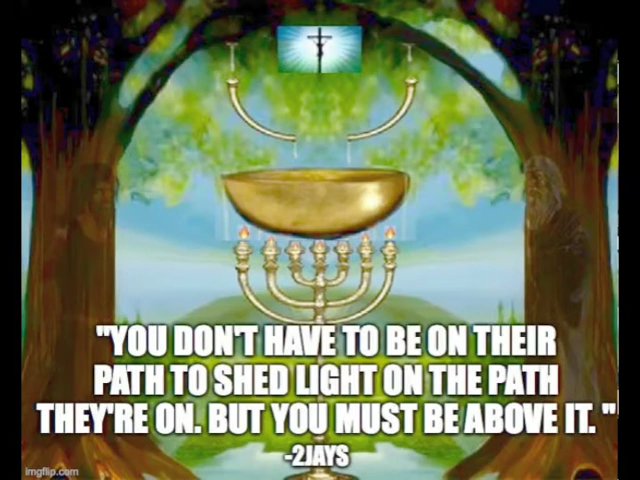 "YOU DON'T HAVE TO BE ON THEIR
PATH TO SHED LIGHT ON THE PATH
THEY'RE ON. BUT YOU MUST BE ABOVE IT. "
-2JAYS
imgflip.com